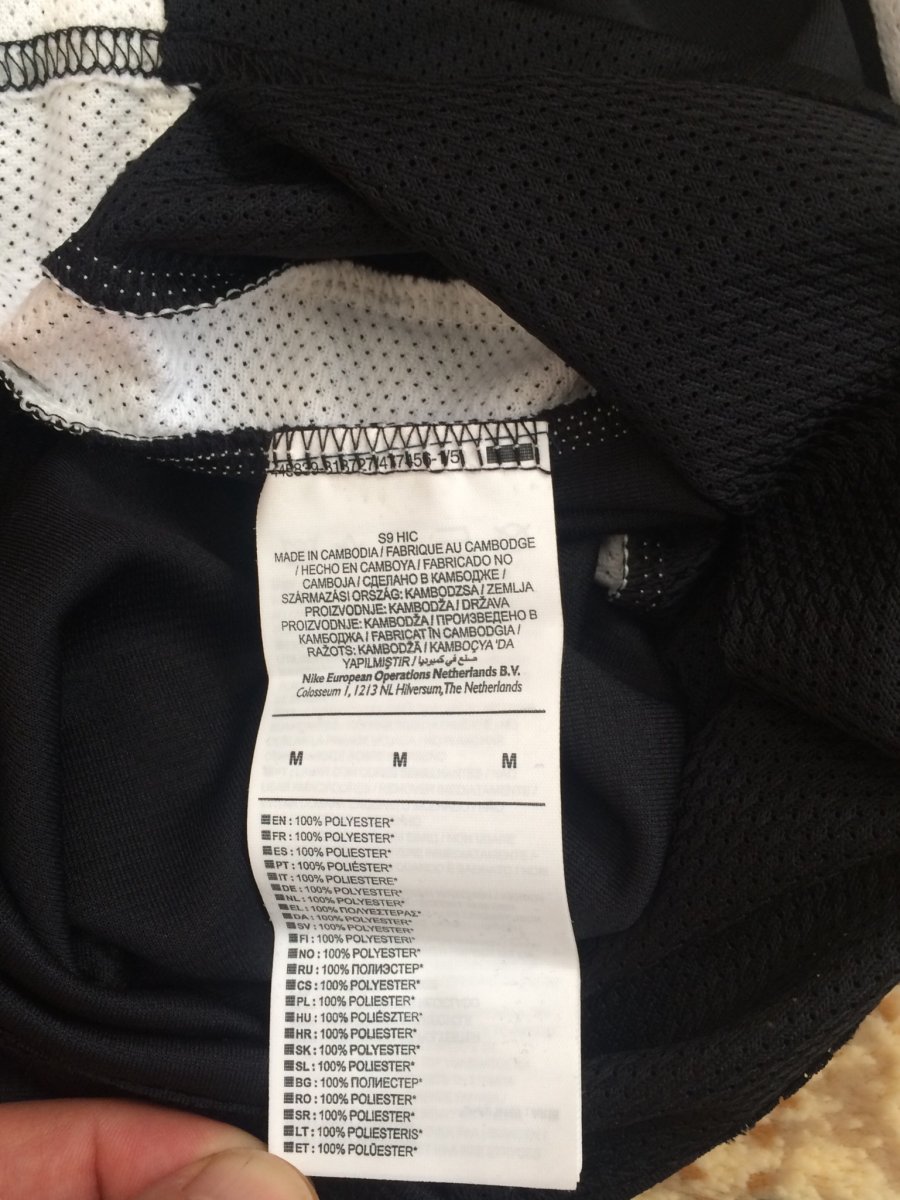 S9 HIC
MADE IN CAMBODIA / FABRIQUE AU CAMBODGE
/ HECHO EN CAMBOYA / FABRICADO NO
CAMBOJA / СДЕЛАНО В КАМБОДЖЕ /
SZÁRMAZÁSI ORSZÁG: KAMBODZSA / ZEMLJA
PROIZVODNJE: KAMBODŽA / DRŽAVA
PROIZVODNJE: KAMBODŽA / ПРОИЗВЕДЕНО В
КАМБОДЖА / FABRICAT ÎN CAMBODGIA /
RAŽOTS: KAMBODŽĀ / KAMBOÇYA 'DA
YAPILMIŞTIR / صنع في كمبوديا
Nike European Operations Netherlands B.V.
Colosseum 1, 1213 NL Hilversum, The Netherlands
M M M
EN : 100% POLYESTER*
FR : 100% POLYESTER*
ES : 100% POLIESTER*
PT : 100% POLIÉSTER*
IT : 100% POLIESTERE*
DE : 100% POLYESTER*
NL : 100% POLYESTER*
EL : 100% ΠΟΛΥΕΣΤΕΡΑΣ*
DA : 100% POLYESTER*
SV : 100% POLYESTER*
FI : 100% POLYESTERI*
NO : 100% POLYESTER*
RU : 100% ПОЛИЭСТЕР*
CS : 100% POLYESTER*
PL : 100% POLIESTER*
HU : 100% POLIÉSZTER*
HR : 100% POLIESTER*
SK : 100% POLYESTER*
SL : 100% POLIESTER*
BG : 100% ПОЛИЕСТЕР*
RO : 100% POLIESTER*
SR : 100% POLIESTER*
LT : 100% POLIESTERIS*
ET : 100% POLÜESTER*